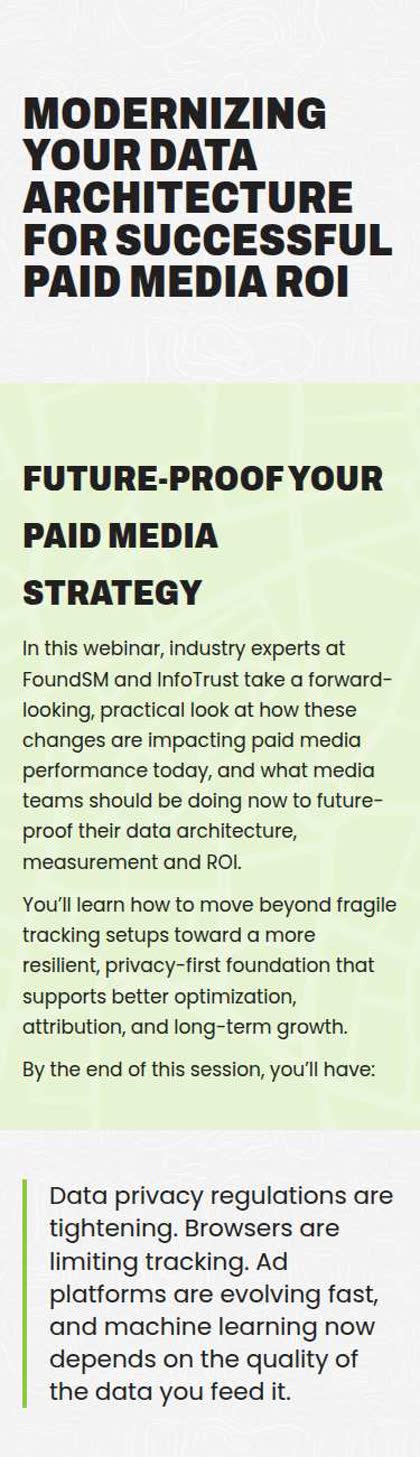 MODERNIZING
YOUR DATA
ARCHITECTURE
FOR SUCCESSFUL
PAID MEDIA ROI
FUTURE-PROOF YOUR
PAID MEDIA
STRATEGY
In this webinar, industry experts at
FoundSM and InfoTrust take a forward-
looking, practical look at how these
changes are impacting paid media
performance today, and what media
teams should be doing now to future-
proof their data architecture,
measurement and ROI.
You’ll learn how to move beyond fragile
tracking setups toward a more
resilient, privacy-first foundation that
supports better optimization,
attribution, and long-term growth.
By the end of this session, you’ll have:
Data privacy regulations are
tightening. Browsers are
limiting tracking. Ad
platforms are evolving fast,
and machine learning now
depends on the quality of
the data you feed it.